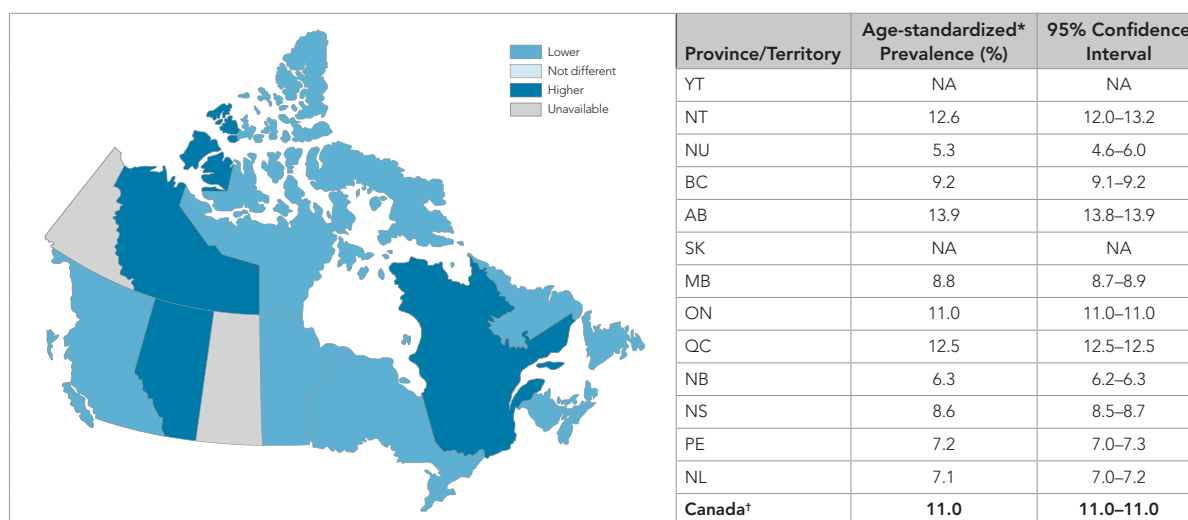 Lower
Not different
Higher
Unavailable
Province/Territory Age-standardized* Prevalence (%) 95% Confidence Interval
YT NA NA
NT 12.6 12.0–13.2
NU 5.3 4.6–6.0
BC 9.2 9.1–9.2
AB 13.9 13.8–13.9
SK NA NA
MB 8.8 8.7–8.9
ON 11.0 11.0–11.0
QC 12.5 12.5–12.5
NB 6.3 6.2–6.3
NS 8.6 8.5–8.7
PE 7.2 7.0–7.3
NL 7.1 7.0–7.2
Canada† 11.0 11.0–11.0